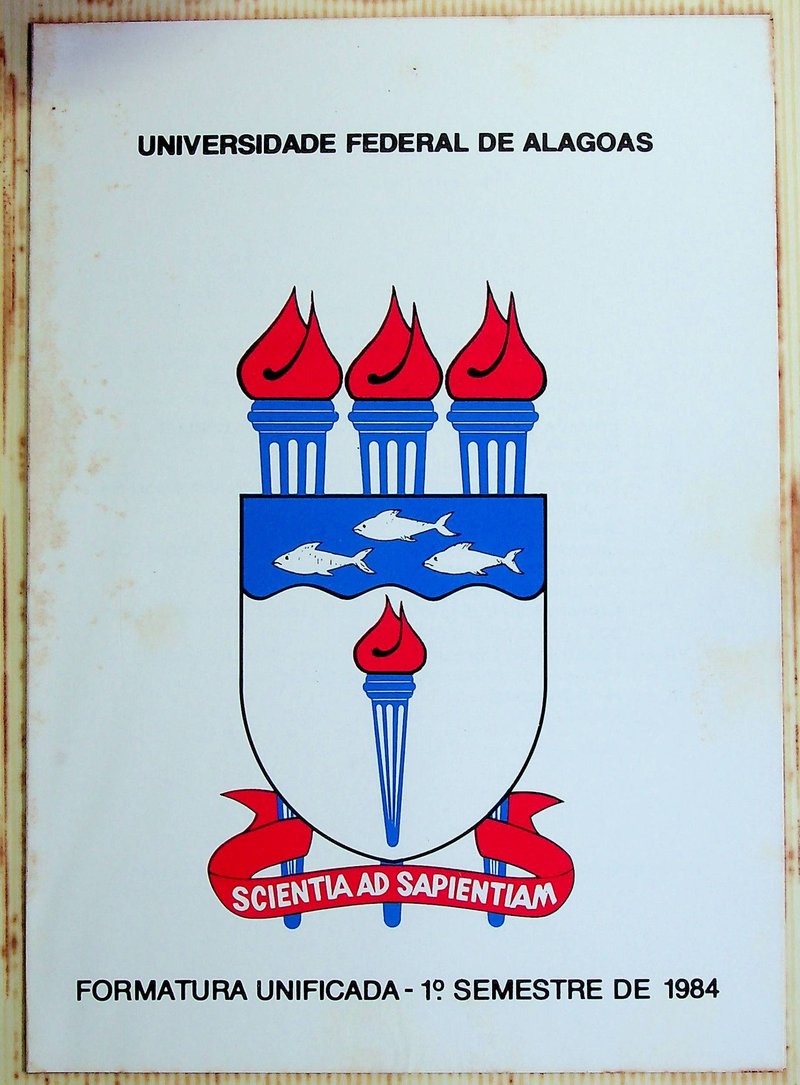 UNIVERSIDADE FEDERAL DE ALAGOAS
SCIENTIA AD SAPIENTIAM
FORMATURA UNIFICADA - 1º SEMESTRE DE 1984